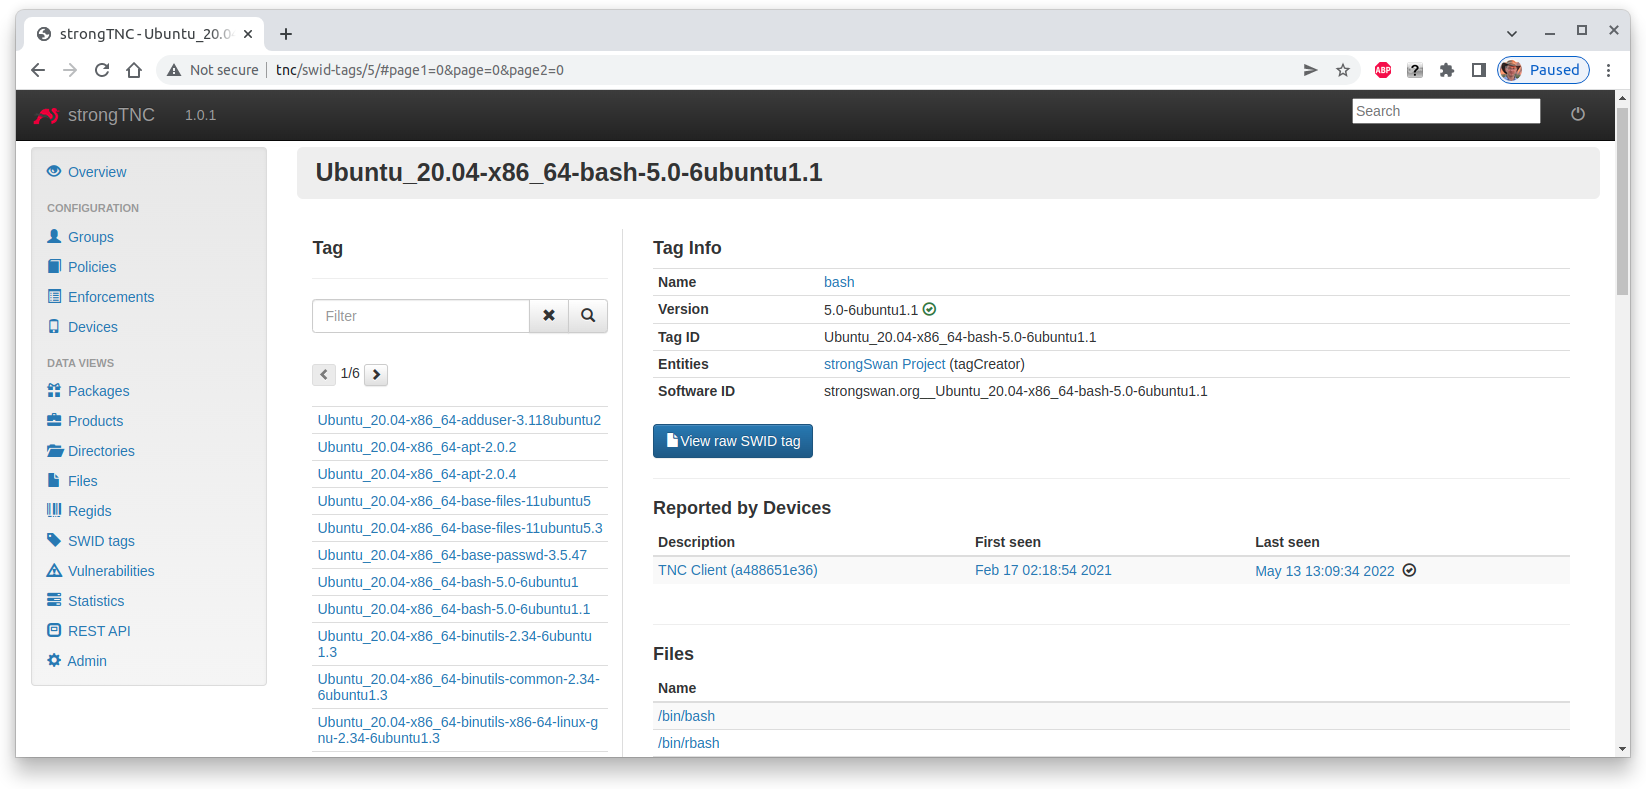 strongTNC - Ubuntu_20.0
Not secure
tnc/swid-tags/5/#page1=0&page=0&page2=0
ABP
?
Paused
strongTNC
1.0.1
Search
Overview
CONFIGURATION
Groups
Policies
Enforcements
Devices
DATA VIEWS
Packages
Products
Directories
Files
Regids
SWID tags
Vulnerabilities
Statistics
REST API
Admin
Ubuntu_20.04-x86_64-bash-5.0-6ubuntu1.1
Tag
Filter
1/6
Ubuntu_20.04-x86_64-adduser-3.118ubuntu2
Ubuntu_20.04-x86_64-apt-2.0.2
Ubuntu_20.04-x86_64-apt-2.0.4
Ubuntu_20.04-x86_64-base-files-11ubuntu5
Ubuntu_20.04-x86_64-base-files-11ubuntu5.3
Ubuntu_20.04-x86_64-base-passwd-3.5.47
Ubuntu_20.04-x86_64-bash-5.0-6ubuntu1
Ubuntu_20.04-x86_64-bash-5.0-6ubuntu1.1
Ubuntu_20.04-x86_64-binutils-2.34-6ubuntu
1.3
Ubuntu_20.04-x86_64-binutils-common-2.34-
6ubuntu1.3
Ubuntu_20.04-x86_64-binutils-x86-64-linux-g
nu-2.34-6ubuntu1.3
Tag Info
Name bash
Version 5.0-6ubuntu1.1
Tag ID Ubuntu_20.04-x86_64-bash-5.0-6ubuntu1.1
Entities strongSwan Project (tagCreator)
Software ID strongswan.org__Ubuntu_20.04-x86_64-bash-5.0-6ubuntu1.1
View raw SWID tag
Reported by Devices
Description First seen Last seen
TNC Client (a488651e36) Feb 17 02:18:54 2021 May 13 13:09:34 2022
Files
Name
/bin/bash
/bin/rbash